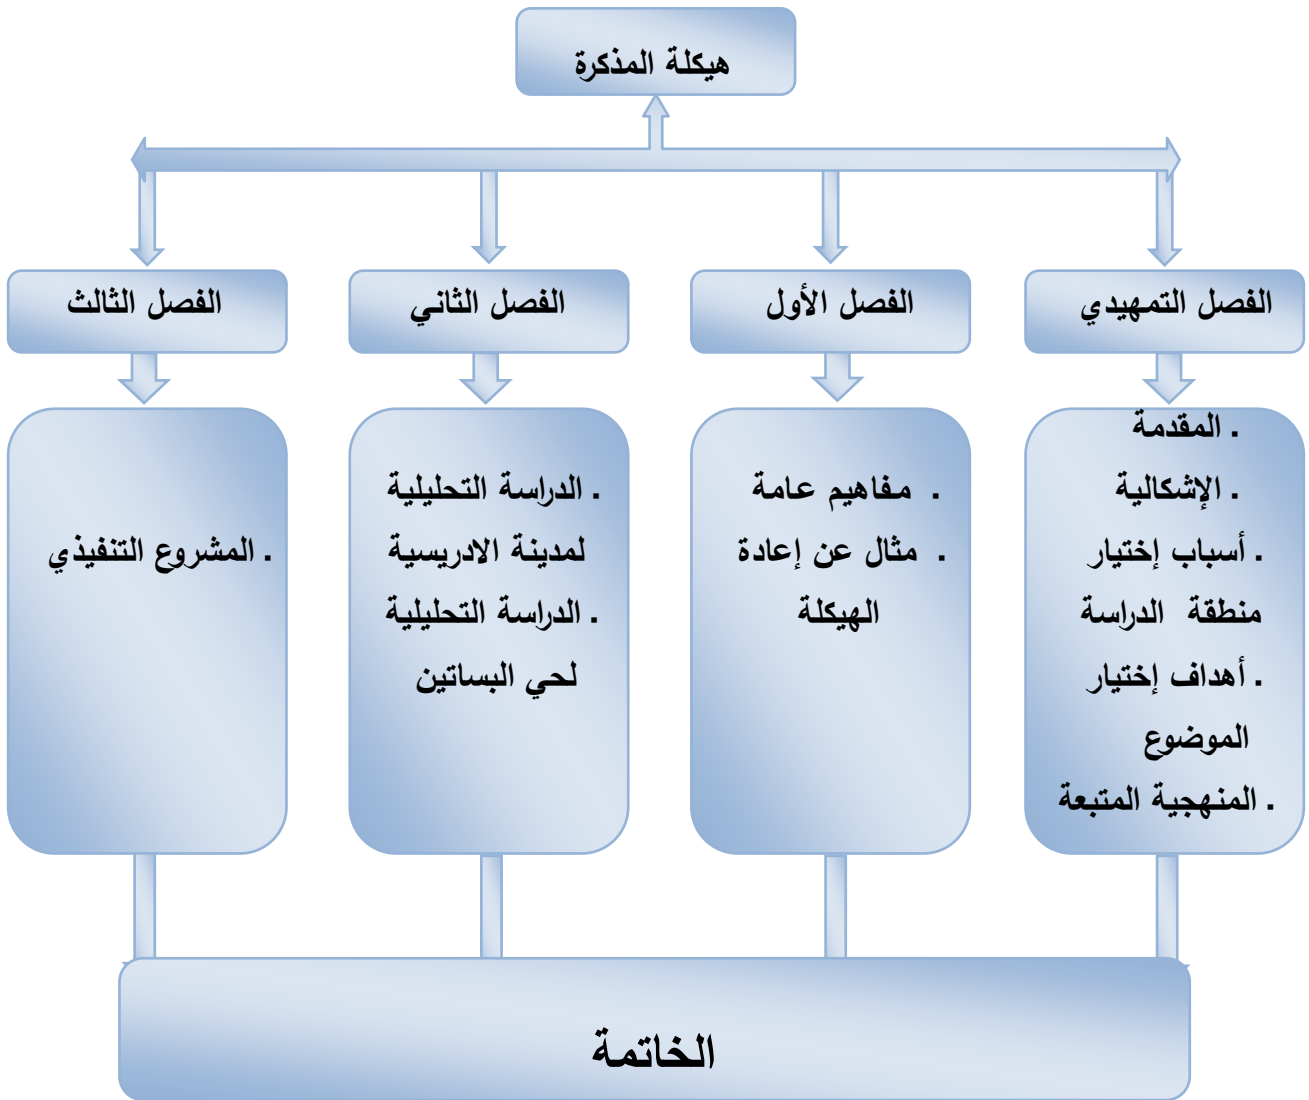 هيكلة المذكرة
الفصل التمهيدي
الفصل الأول
الفصل الثاني
الفصل الثالث
. المقدمة
. الإشكالية
. أسباب إختيار
منطقة الدراسة
. أهداف إختيار
الموضوع
. المنهجية المتبعة
. مفاهيم عامة
. مثال عن إعادة
الهيكلة
. الدراسة التحليلية
لمدينة الادريسية
. الدراسة التحليلية
لحي البساتين
. المشروع التنفيذي
الخاتمة